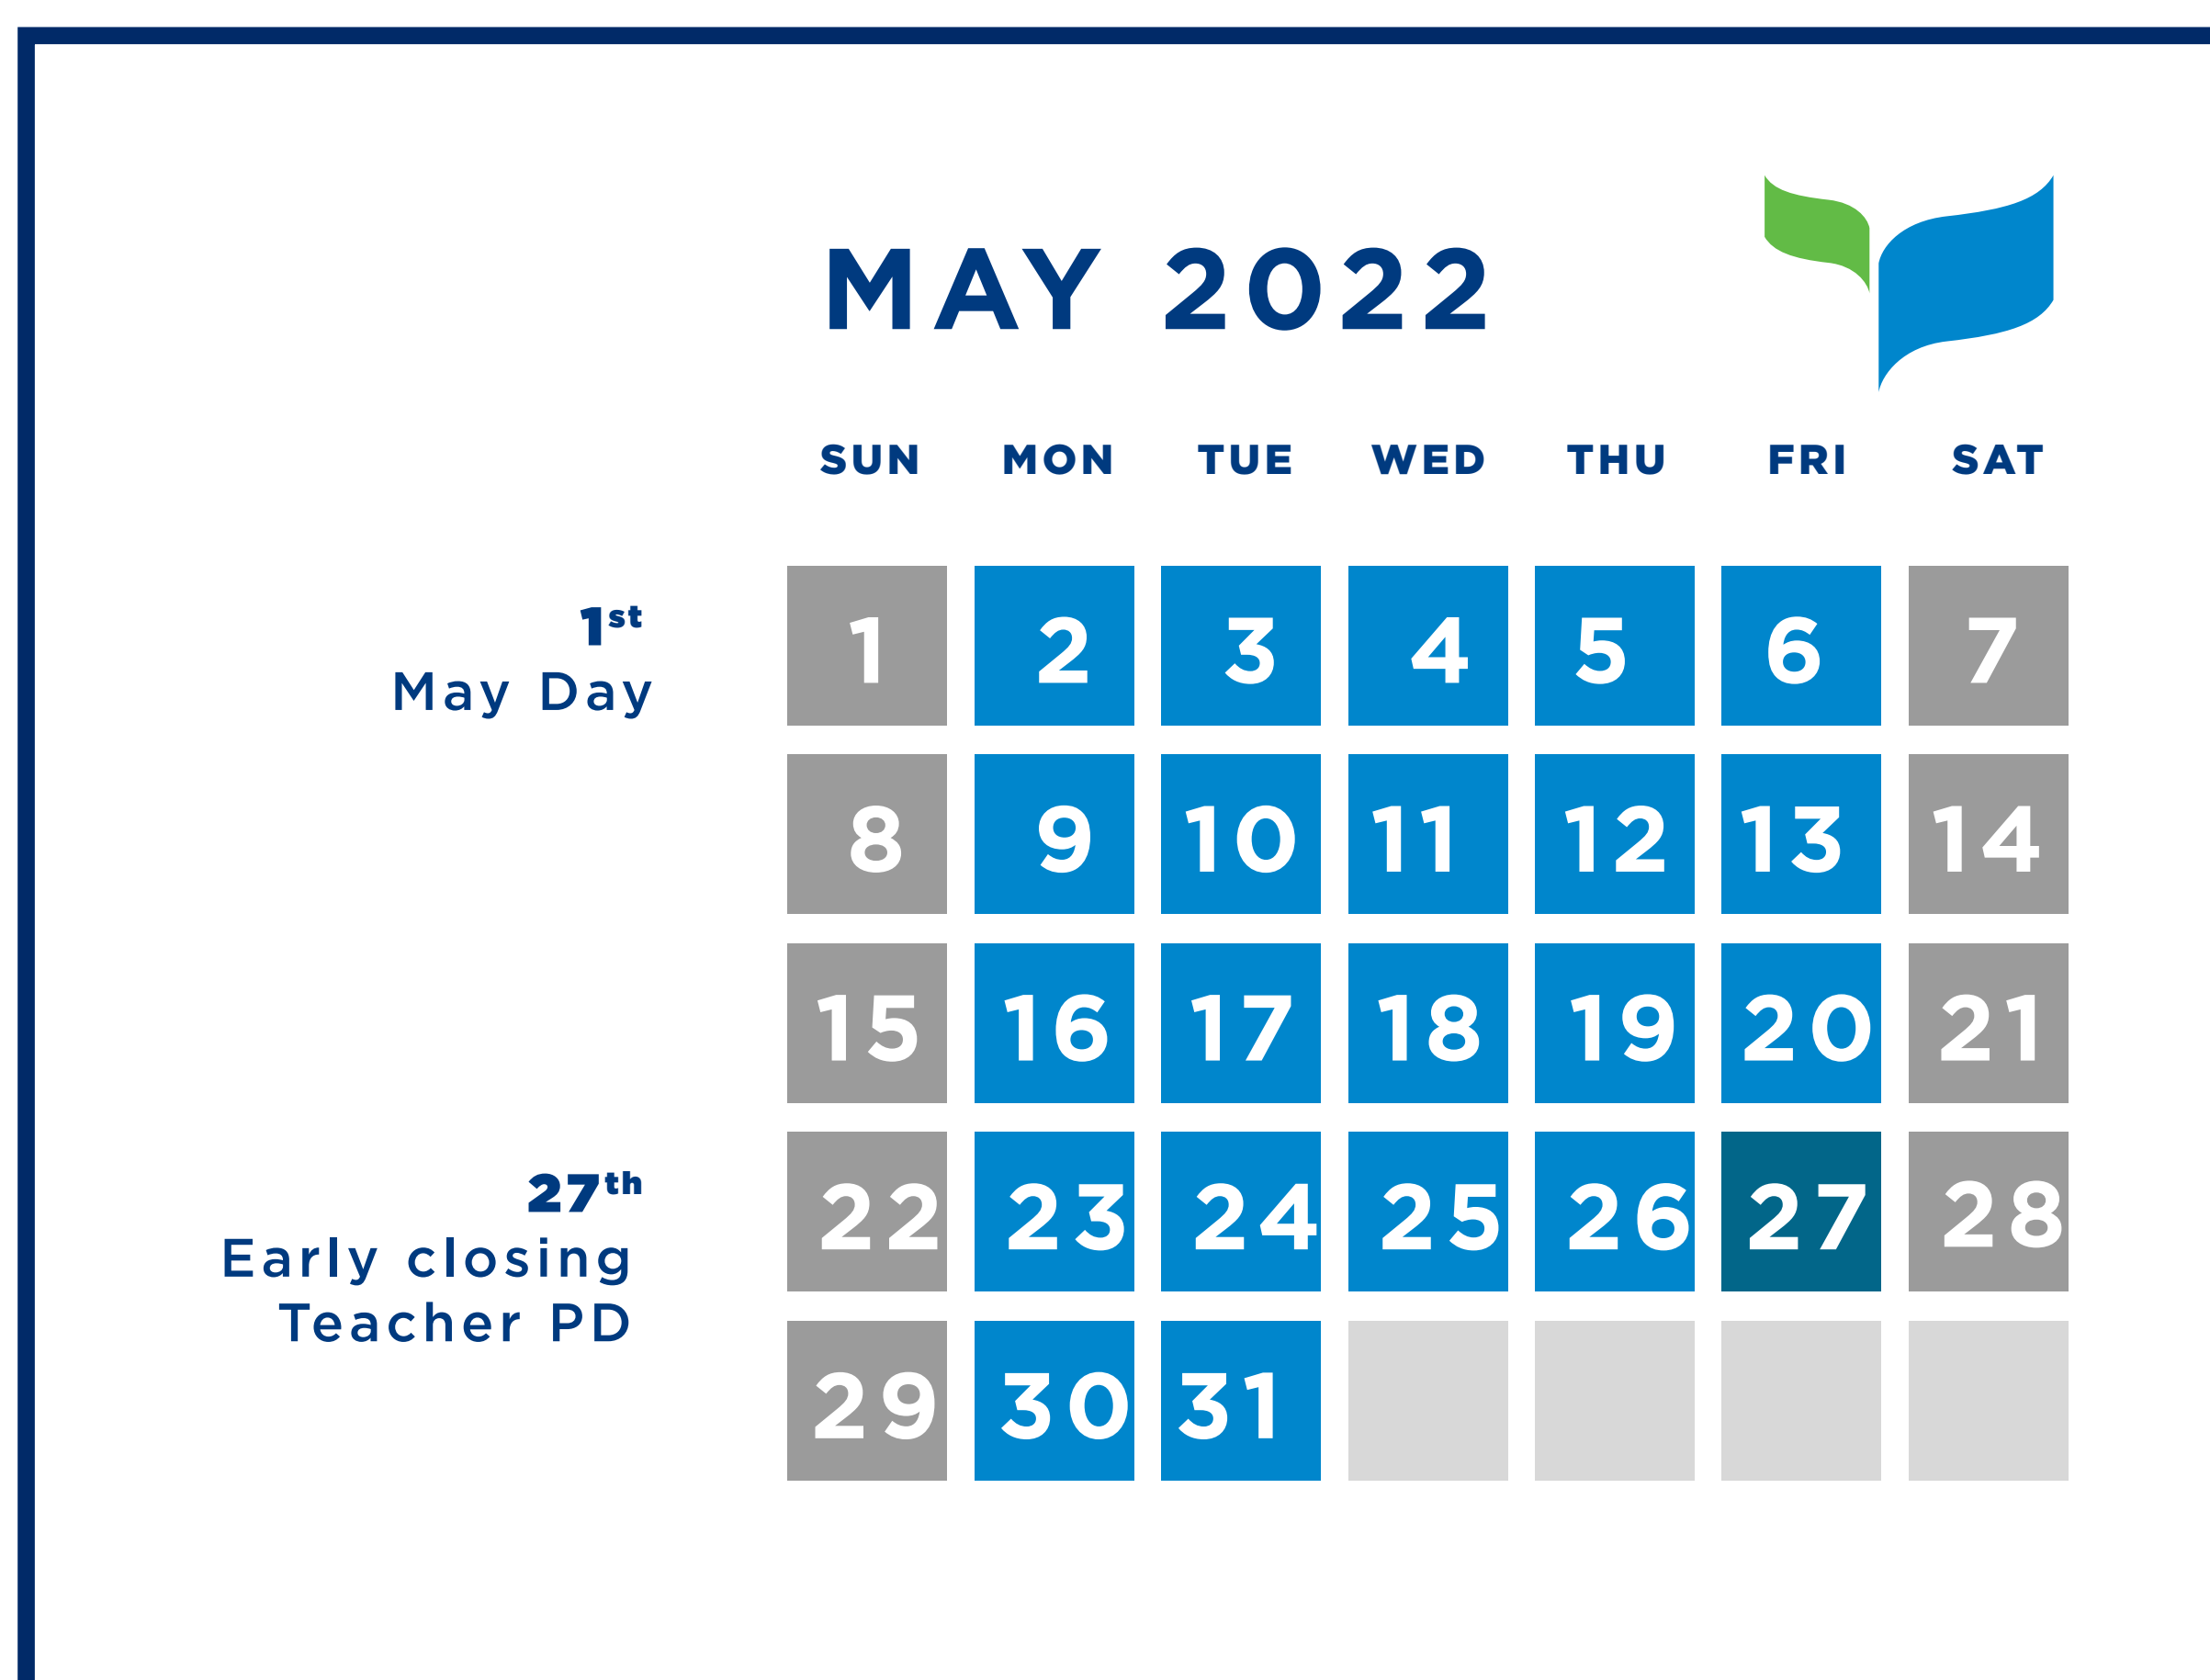 MAY 2022
SUN MON TUE WED THU FRI SAT
1st
May Day
1 2 3 4 5 6 7
8 9 10 11 12 13 14
15 16 17 18 19 20 21
27th
Early closing
Teacher PD
22 23 24 25 26 27 28
29 30 31